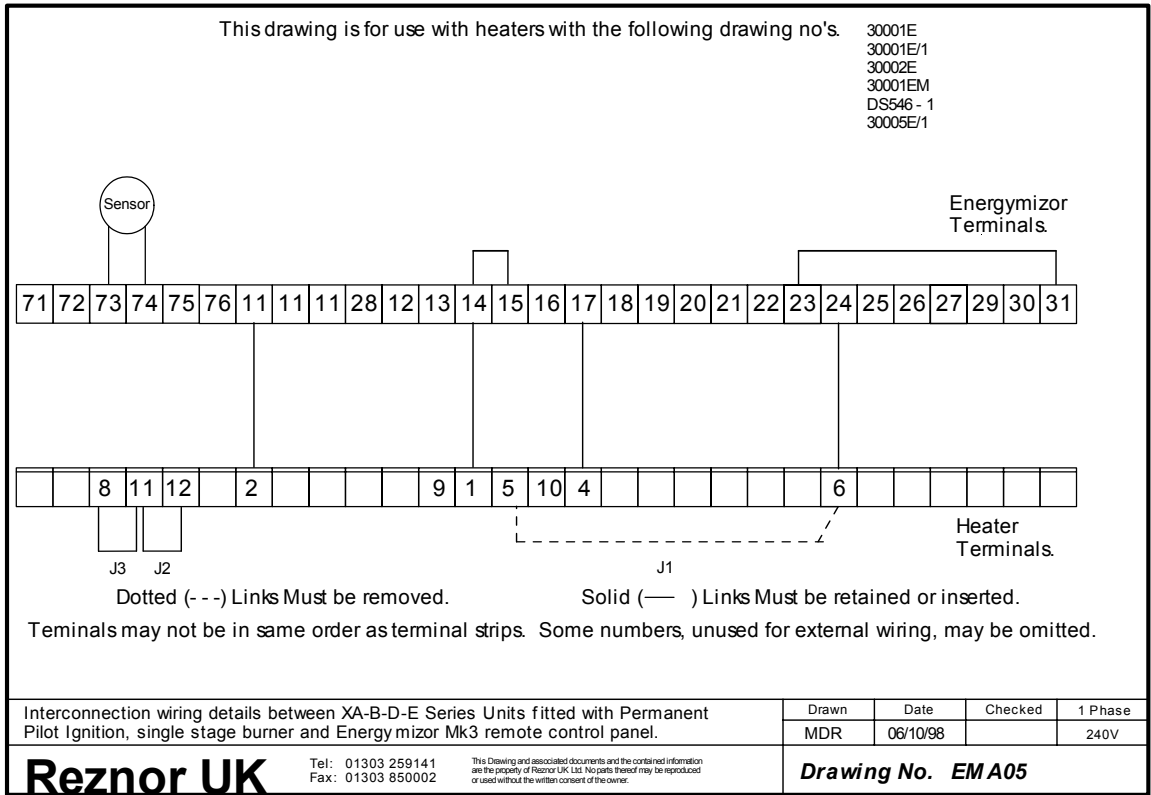 This drawing is for use with heaters with the following drawing no's.
30001E
30001E/1
30002E
30001EM
DS546 - 1
30005E/1
Sensor
Energymizor
Terminals.
71 72 73 74 75 76 11 11 11 28 12 13 14 15 16 17 18 19 20 21 22 23 24 25 26 27 29 30 31
8 11 12 2 9 1 5 10 4 6
Heater
Terminals.
J3 J2 J1
Dotted (- - -) Links Must be removed. Solid (— ) Links Must be retained or inserted.
Teminals may not be in same order as terminal strips. Some numbers, unused for external wiring, may be omitted.
Interconnection wiring details between XA-B-D-E Series Units fitted with Permanent
Pilot Ignition, single stage burner and Energymizor Mk3 remote control panel.
Drawn Date Checked 1 Phase
MDR 06/10/98 240V
Reznor UK
Tel: 01303 259141
Fax: 01303 850002
This Drawing and associated documents and the contained information
are the property of Reznor UK Ltd. No parts thereof may be reproduced
or used without the written consent of the owner.
Drawing No. EMA05